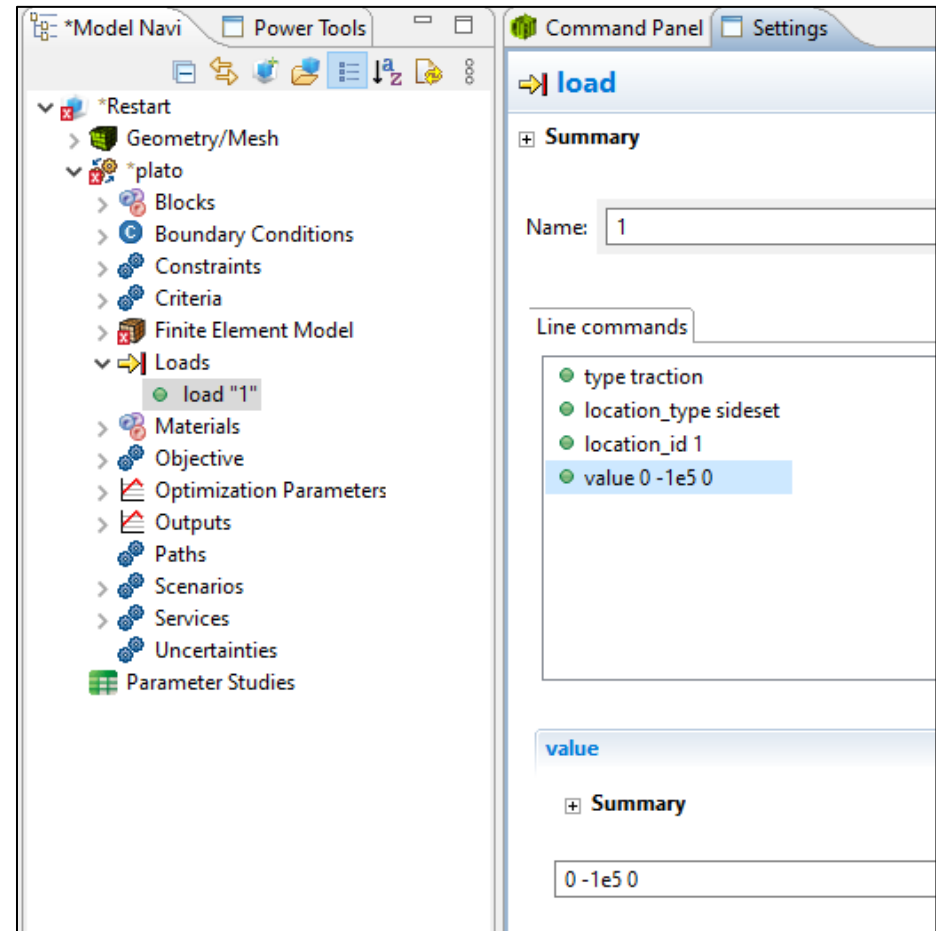 *Model Navi
Power Tools
*Restart
Geometry/Mesh
*plato
Blocks
Boundary Conditions
Constraints
Criteria
Finite Element Model
Loads
load "1"
Materials
Objective
Optimization Parameters
Outputs
Paths
Scenarios
Services
Uncertainties
Parameter Studies
Command Panel
Settings
load
Summary
Name: 1
Line commands
type traction
location_type sideset
location_id 1
value 0 -1e5 0
value
Summary
0 -1e5 0